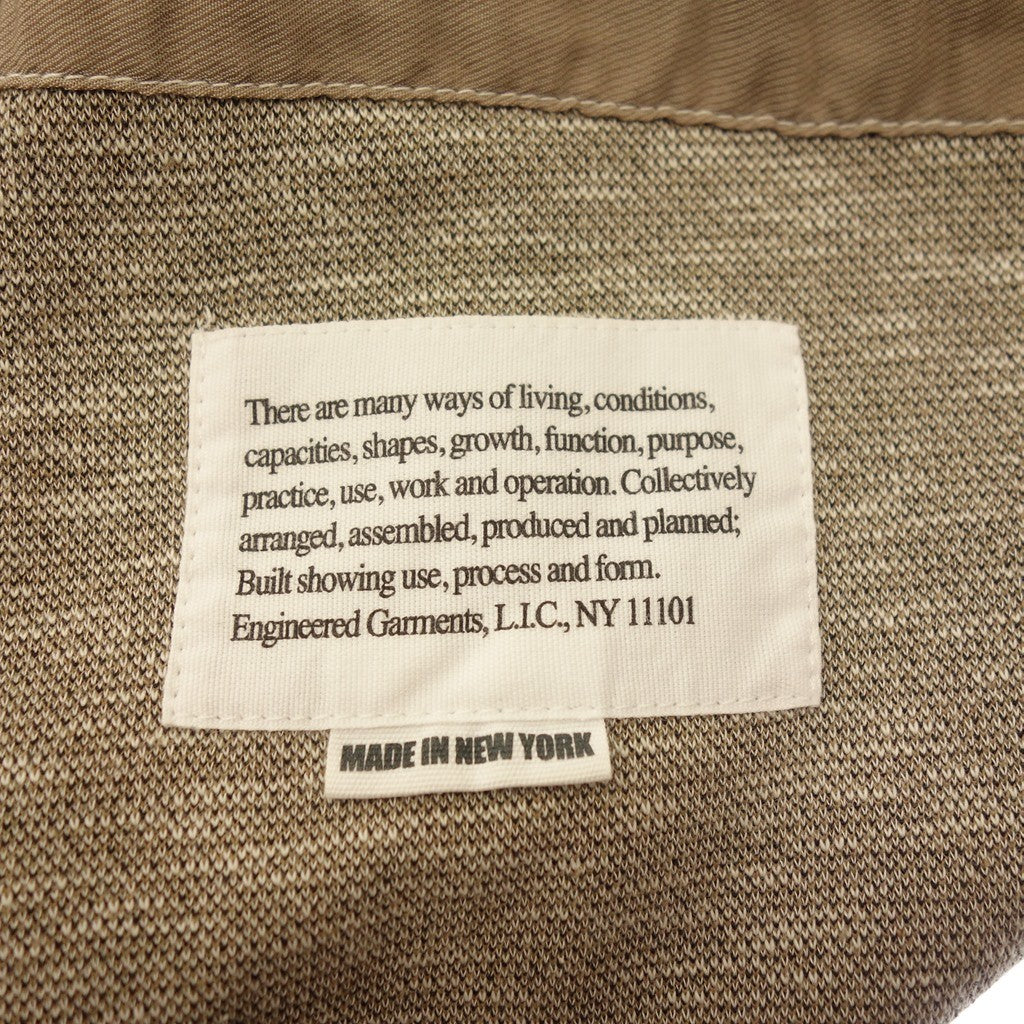 There are many ways of living, conditions,
capacities, shapes, growth, function, purpose,
practice, use, work and operation. Collectively
arranged, assembled, produced and planned;
Built showing use, process and form.
Engineered Garments, L.I.C., NY 11101
MADE IN NEW YORK